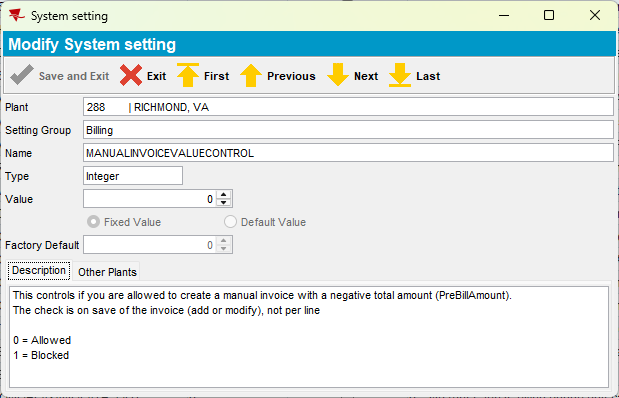 System setting
Modify System setting
Save and Exit Exit First Previous Next Last
Plant 288 | RICHMOND, VA
Setting Group Billing
Name MANUALINVOICEVALUECONTROL
Type Integer
Value 0
Fixed Value Default Value
Factory Default 0
Description Other Plants
This controls if you are allowed to create a manual invoice with a negative total amount (PreBillAmount).
The check is on save of the invoice (add or modify), not per line
0 = Allowed
1 = Blocked